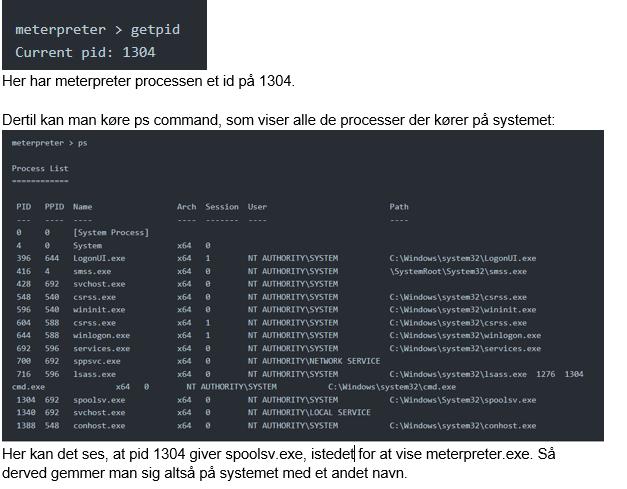 meterpreter > getpid
Current pid: 1304
Her har meterpreter processen et id på 1304.
Dertil kan man køre ps command, som viser alle de processer der kører på systemet:
meterpreter > ps
Process List
============
PID PPID Name Arch Session User Path
--- ---- ---- ---- ------- ---- ----
0 0 [System Process]
4 0 System x64 0
396 644 LogonUI.exe x64 1 NT AUTHORITY\SYSTEM C:\Windows\system32\LogonUI.exe
416 4 smss.exe x64 0 NT AUTHORITY\SYSTEM \SystemRoot\System32\smss.exe
428 692 svchost.exe x64 0 NT AUTHORITY\SYSTEM
548 540 csrss.exe x64 0 NT AUTHORITY\SYSTEM C:\Windows\system32\csrss.exe
596 540 wininit.exe x64 0 NT AUTHORITY\SYSTEM C:\Windows\system32\wininit.exe
604 588 csrss.exe x64 1 NT AUTHORITY\SYSTEM C:\Windows\system32\csrss.exe
644 588 winlogon.exe x64 1 NT AUTHORITY\SYSTEM C:\Windows\system32\winlogon.exe
692 596 services.exe x64 0 NT AUTHORITY\SYSTEM C:\Windows\system32\services.exe
700 692 sppsvc.exe x64 0 NT AUTHORITY\NETWORK SERVICE
716 596 lsass.exe x64 0 NT AUTHORITY\SYSTEM C:\Windows\system32\lsass.exe 1276 1304
cmd.exe x64 0 NT AUTHORITY\SYSTEM C:\Windows\system32\cmd.exe
1304 692 spoolsv.exe x64 0 NT AUTHORITY\SYSTEM C:\Windows\System32\spoolsv.exe
1340 692 svchost.exe x64 0 NT AUTHORITY\LOCAL SERVICE
1388 548 conhost.exe x64 0 NT AUTHORITY\SYSTEM C:\Windows\system32\conhost.exe
Her kan det ses, at pid 1304 giver spoolsv.exe, istedet for at vise meterpreter.exe. Så
derved gemmer man sig altså på systemet med et andet navn.